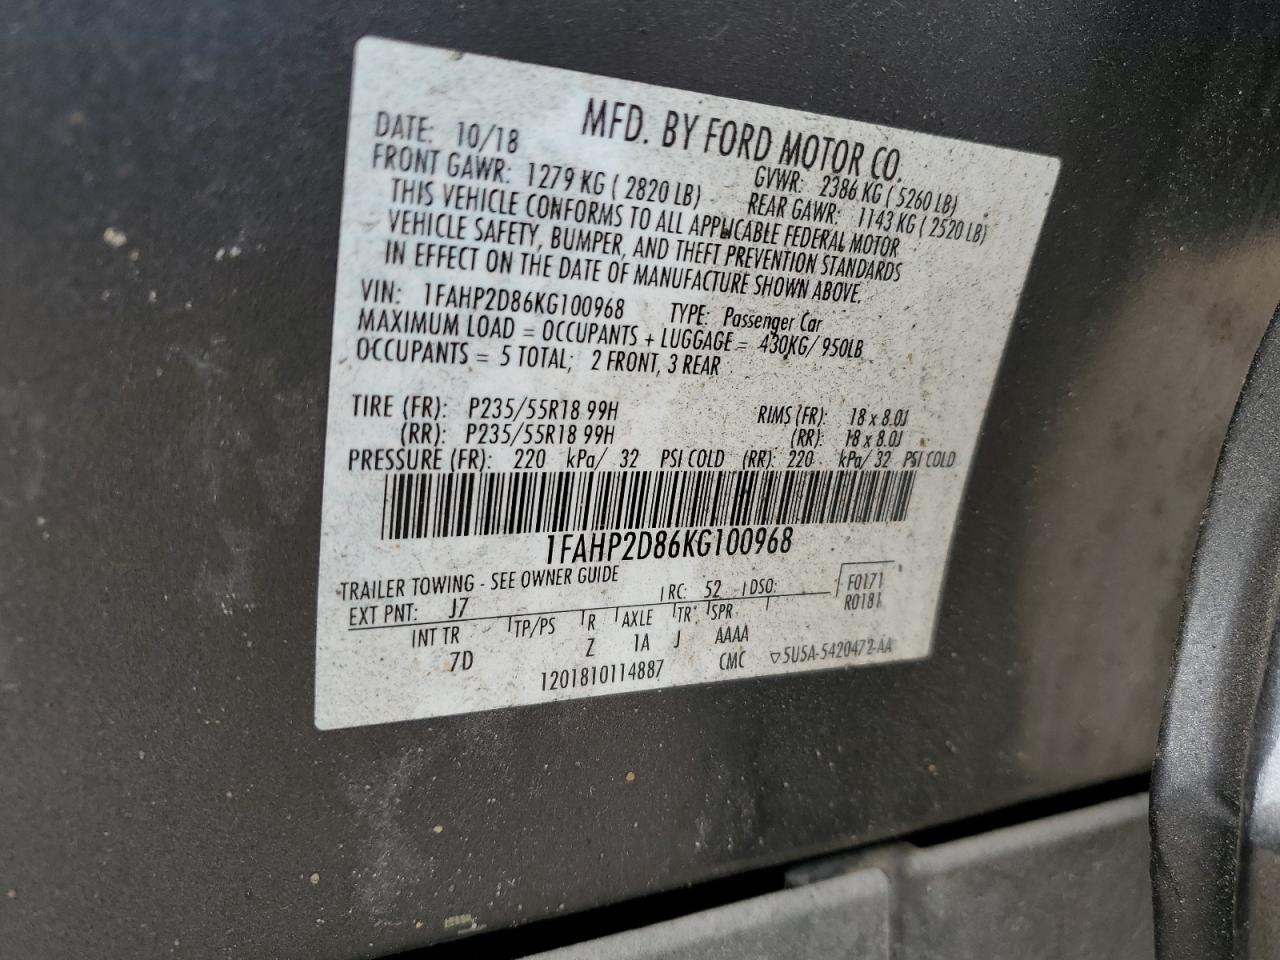 MFD. BY FORD MOTOR CO.
DATE: 10/18 GVWR: 2386 KG ( 5260 LB)
FRONT GAWR: 1279 KG ( 2820 LB) REAR GAWR: 1143 KG ( 2520 LB)
THIS VEHICLE CONFORMS TO ALL APPLICABLE FEDERAL MOTOR
VEHICLE SAFETY, BUMPER, AND THEFT PREVENTION STANDARDS
IN EFFECT ON THE DATE OF MANUFACTURE SHOWN ABOVE.
VIN: 1FAHP2D86KG100968 TYPE: Passenger Car
MAXIMUM LOAD = OCCUPANTS + LUGGAGE = 430KG/ 950LB
OCCUPANTS = 5 TOTAL; 2 FRONT, 3 REAR
TIRE (FR): P235/55R18 99H RIMS (FR): 18 x 8.0J
(RR): P235/55R18 99H (RR): 18 x 8.0J
PRESSURE (FR): 220 kPa/ 32 PSI COLD (RR): 220 kPa/ 32 PSI COLD
1FAHP2D86KG100968
TRAILER TOWING - SEE OWNER GUIDE
EXT PNT: J7 RC: 52 DSO: F0171
R0181
INT TR TP/PS R AXLE TR SPR
7D Z 1A J AAAA
1201810114887 CMC ▽5U5A-5420472-AA